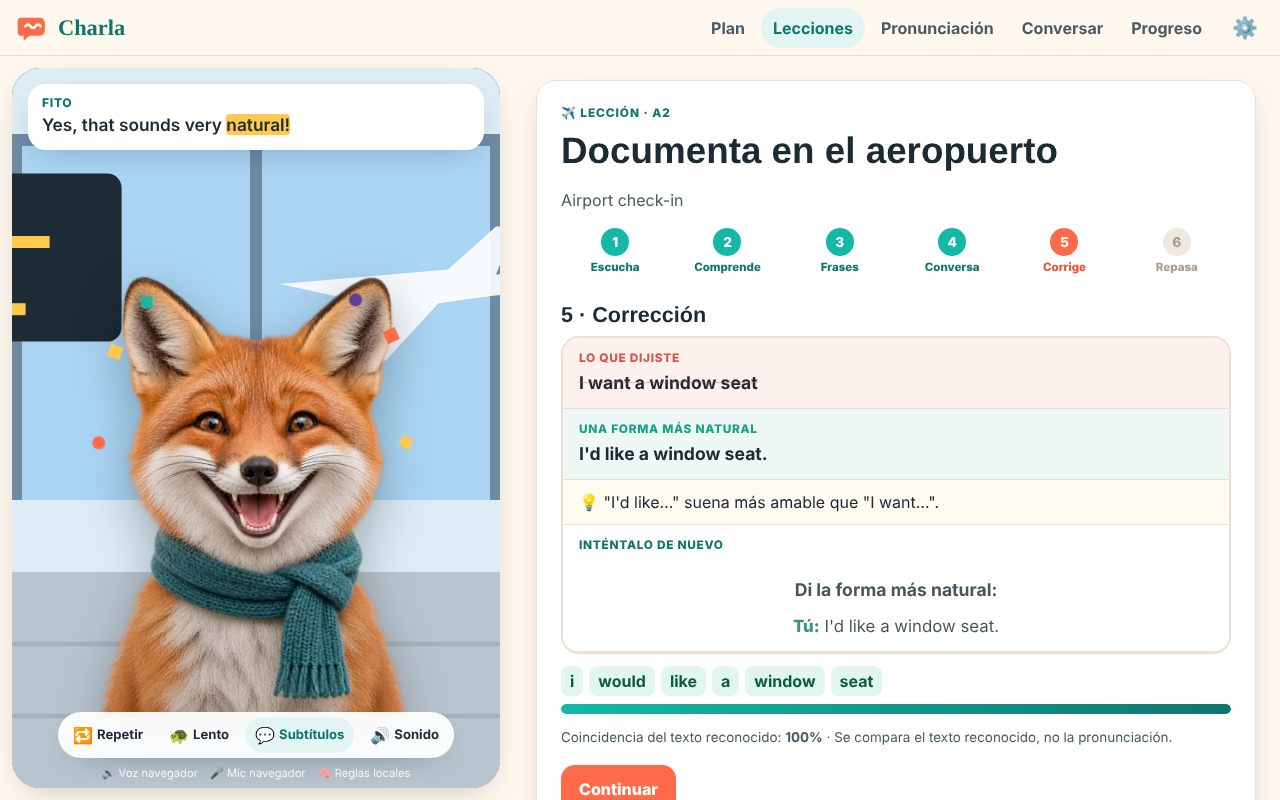 Charla
Plan
Lecciones
Pronunciación
Conversar
Progreso
FITO
Yes, that sounds very natural!
Repetir
Lento
Subtítulos
Sonido
Voz navegador
Mic navegador
Reglas locales
LECCIÓN · A2
Documenta en el aeropuerto
Airport check-in
1
Escucha
2
Comprende
3
Frases
4
Conversa
5
Corrige
6
Repasa
5 · Corrección
LO QUE DIJISTE
I want a window seat
UNA FORMA MÁS NATURAL
I'd like a window seat.
"I'd like..." suena más amable que "I want...".
INTÉNTALO DE NUEVO
Di la forma más natural:
Tú: I'd like a window seat.
i would like a window seat
Coincidencia del texto reconocido: 100% · Se compara el texto reconocido, no la pronunciación.
Continuar